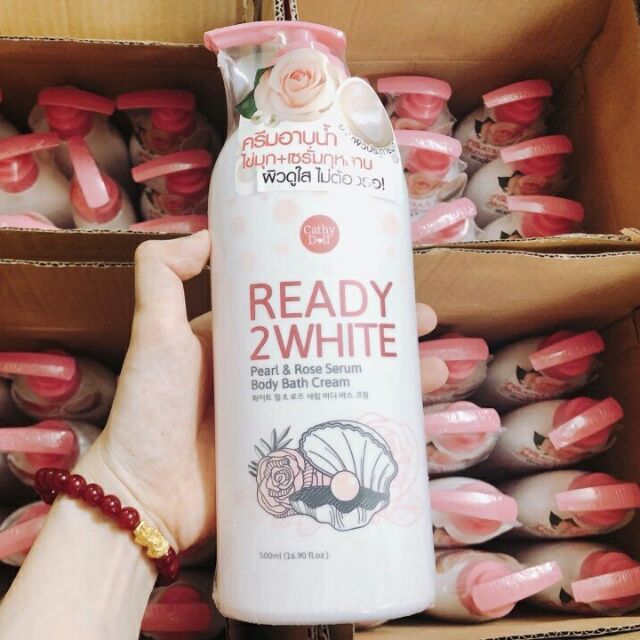 ครีมอาบน้ำ
ไข่มุก+เซรั่มกุหลาบ
ผิวดูใส ไม่ต้องรอ!
Cathy
Doll
READY
2WHITE
Pearl & Rose Serum
Body Bath Cream
화이트 펄 & 로즈 세럼 바디 바스 크림
500ml (16.90 fl.oz.)